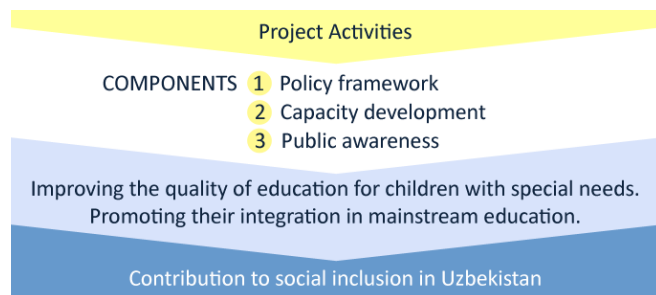 Project Activities
COMPONENTS 1 Policy framework
2 Capacity development
3 Public awareness
Improving the quality of education for children with special needs.
Promoting their integration in mainstream education.
Contribution to social inclusion in Uzbekistan